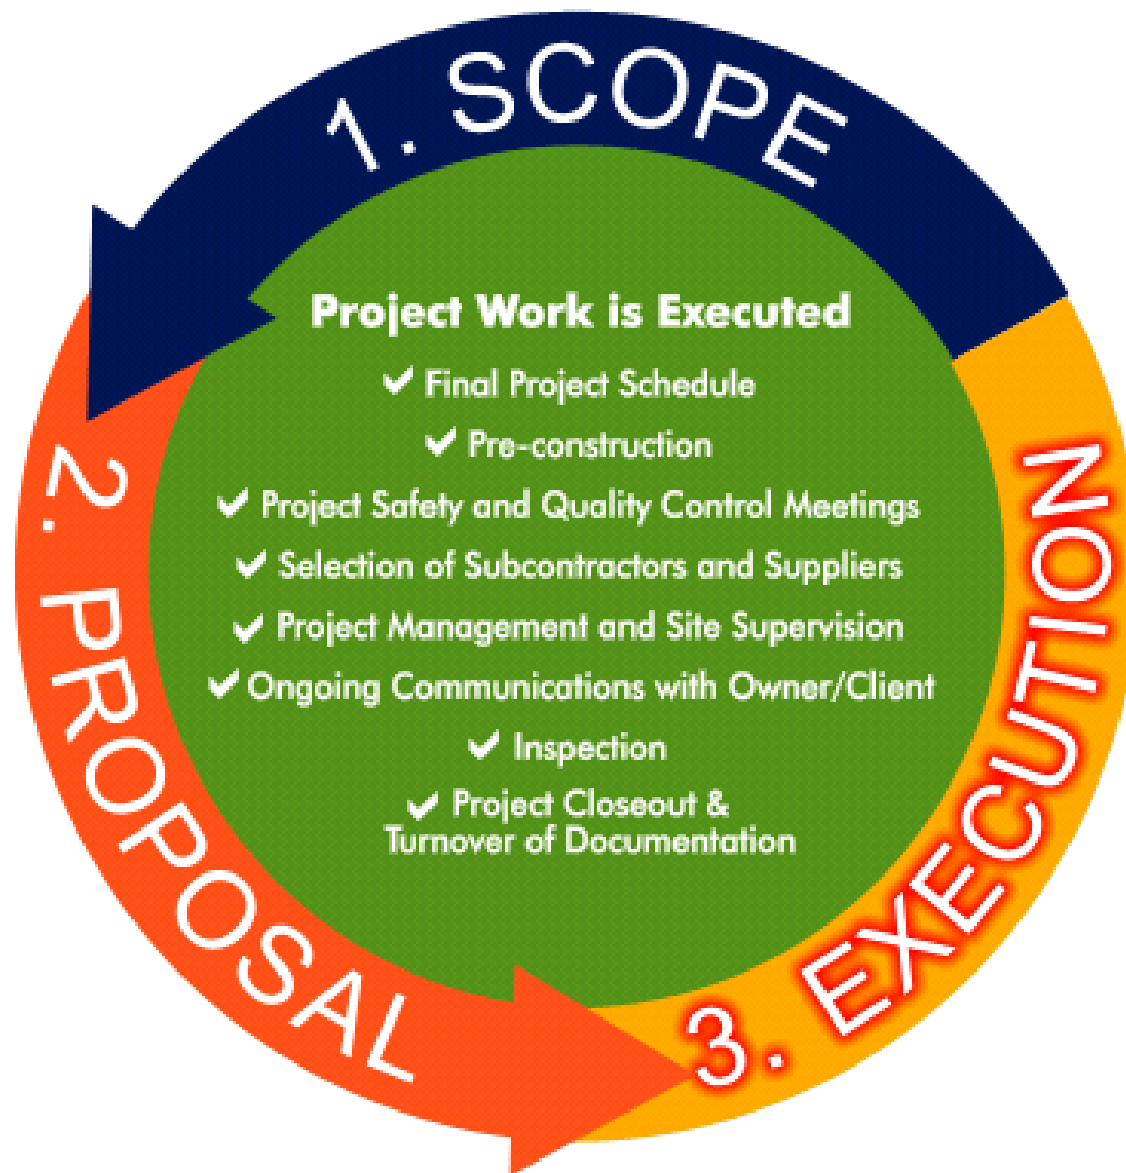 1. SCOPE
Project Work is Executed
✓ Final Project Schedule
✓ Pre-construction
✓ Project Safety and Quality Control Meetings
✓ Selection of Subcontractors and Suppliers
✓ Project Management and Site Supervision
✓ Ongoing Communications with Owner/Client
✓ Inspection
✓ Project Closeout &
Turnover of Documentation
2. PROPOSAL
3. EXECUTION